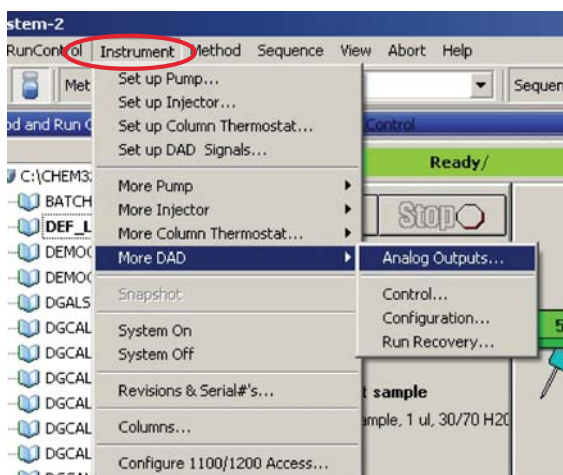 stem-2
RunControl Instrument Method Sequence View Abort Help
Met
Sequen
od and Run C
Control
Set up Pump...
Set up Injector...
Set up Column Thermostat...
Set up DAD Signals...
More Pump
More Injector
More Column Thermostat...
More DAD
Snapshot
System On
System Off
Revisions & Serial#'s...
Columns...
Configure 1100/1200 Access...
Analog Outputs...
Control...
Configuration...
Run Recovery...
Ready/
Stop
C:\CHEM3
BATCH
DEF_L
DEMO
DEMO
DGALS
DGCAL
DGCAL
DGCAL
DGCAL
DGCAL
DGCAL
5
t sample
ample, 1 ul, 30/70 H2O